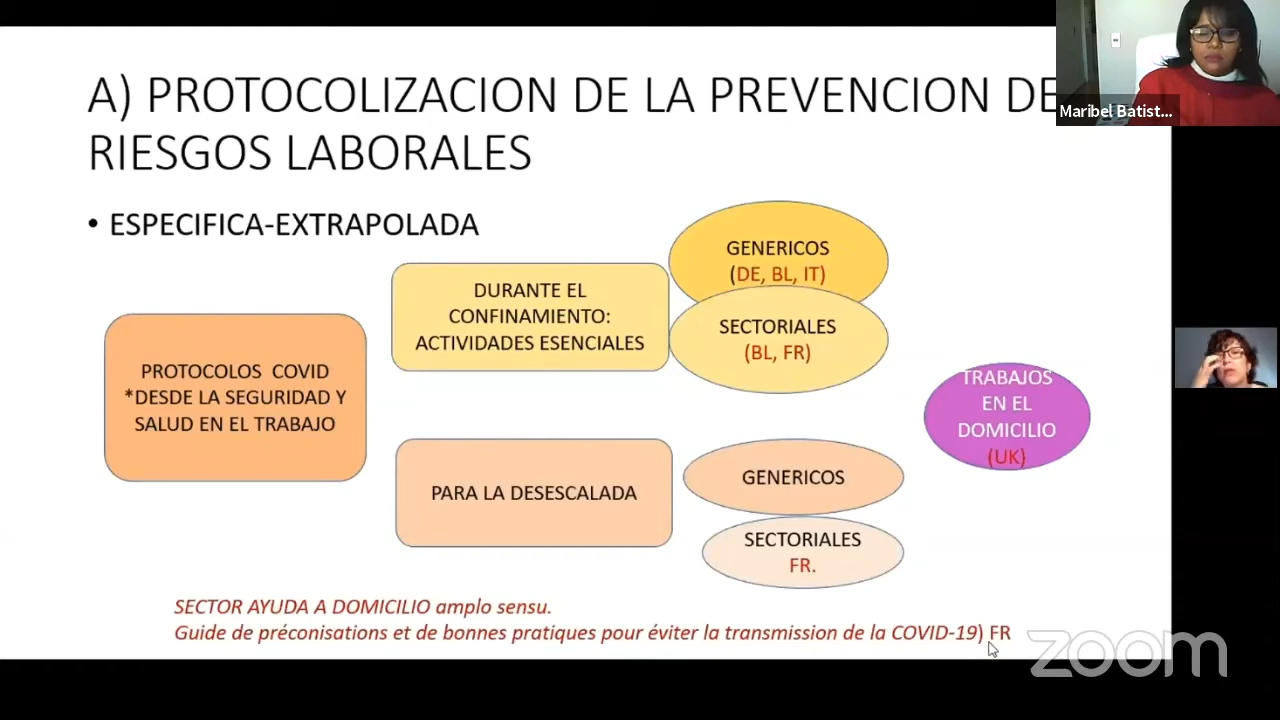 A) PROTOCOLIZACION DE LA PREVENCION DE
RIESGOS LABORALES
• ESPECIFICA-EXTRAPOLADA
PROTOCOLOS COVID
*DESDE LA SEGURIDAD Y
SALUD EN EL TRABAJO
DURANTE EL
CONFINAMIENTO:
ACTIVIDADES ESENCIALES
GENERICOS
(DE, BL, IT)
SECTORIALES
(BL, FR)
PARA LA DESESCALADA
GENERICOS
SECTORIALES
FR.
TRABAJOS
EN EL
DOMICILIO
(UK)
SECTOR AYUDA A DOMICILIO amplo sensu.
Guide de préconisations et de bonnes pratiques pour éviter la transmission de la COVID-19) FR
Maribel Batist...
zoom